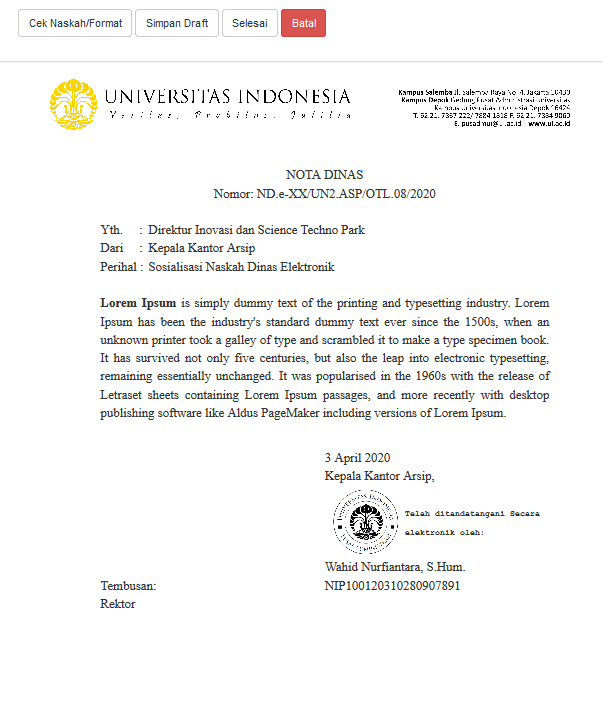 Cek Naskah/Format Simpan Draft Selesai Batal
UNIVERSITAS INDONESIA
Veritas, Probitas, Iustitia
Kampus Salemba Jl. Salemba Raya No. 4, Jakarta 10430
Kampus Depok Gedung Pusat Administrasi Universitas
Kampus Universitas Indonesia Depok 16424
T. 62.21. 7867 222/ 7884 1818 F. 62.21. 7884 9060
E. pusadmui@ui.ac.id www.ui.ac.id
NOTA DINAS
Nomor: ND.e-XX/UN2.ASP/OTL.08/2020
Yth. : Direktur Inovasi dan Science Techno Park
Dari : Kepala Kantor Arsip
Perihal : Sosialisasi Naskah Dinas Elektronik
Lorem Ipsum is simply dummy text of the printing and typesetting industry. Lorem
Ipsum has been the industry's standard dummy text ever since the 1500s, when an
unknown printer took a galley of type and scrambled it to make a type specimen book.
It has survived not only five centuries, but also the leap into electronic typesetting,
remaining essentially unchanged. It was popularised in the 1960s with the release of
Letraset sheets containing Lorem Ipsum passages, and more recently with desktop
publishing software like Aldus PageMaker including versions of Lorem Ipsum.
3 April 2020
Kepala Kantor Arsip,
UNIVERSITAS INDONESIA
Telah ditandatangani Secara
elektronik oleh:
Wahid Nurfiantara, S.Hum.
Tembusan: NIP100120310280907891
Rektor